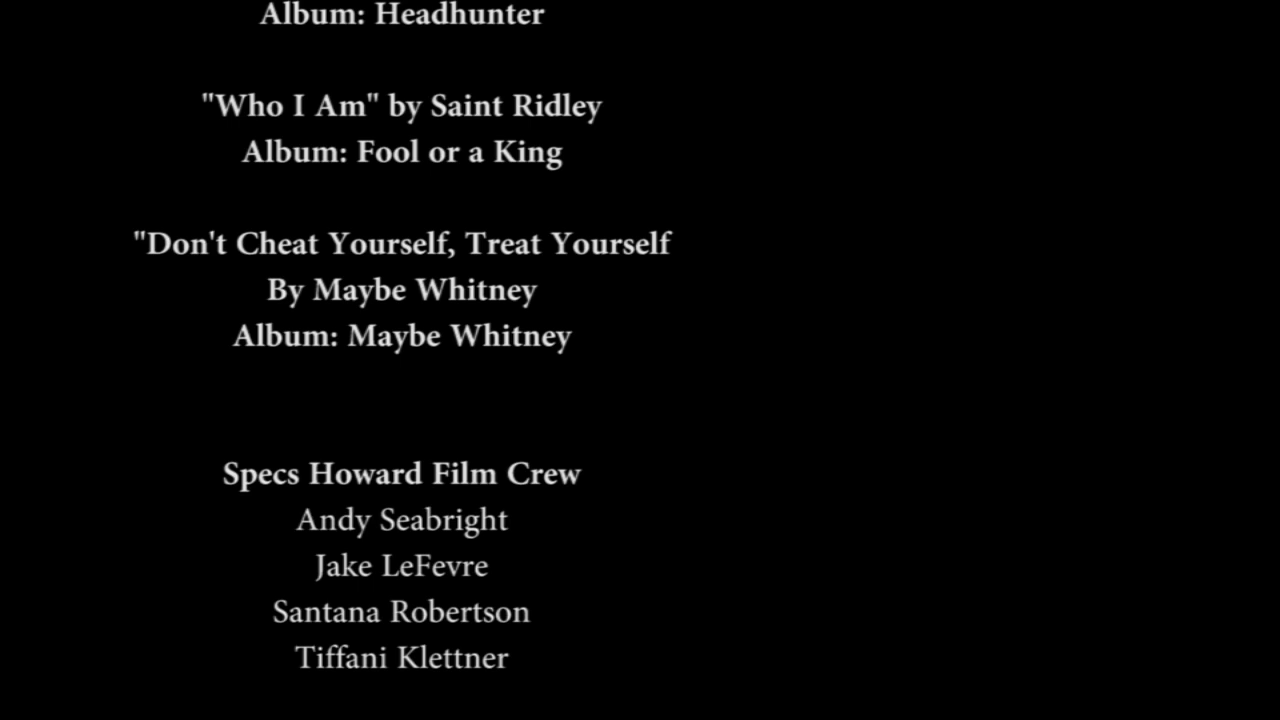 Album: Headhunter
"Who I Am" by Saint Ridley
Album: Fool or a King
"Don't Cheat Yourself, Treat Yourself
By Maybe Whitney
Album: Maybe Whitney
Specs Howard Film Crew
Andy Seabright
Jake LeFevre
Santana Robertson
Tiffani Klettner